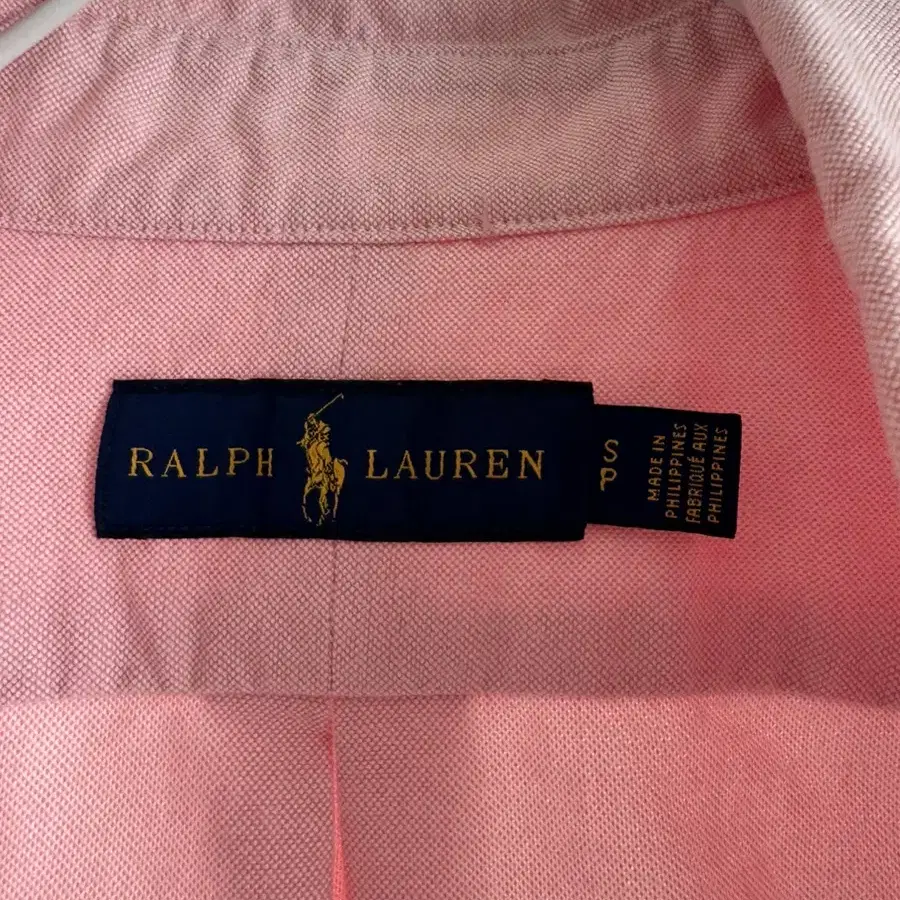 RALPH LAUREN
S
P
MADE IN
PHILIPPINES
FABRIQUÉ AUX
PHILIPPINES